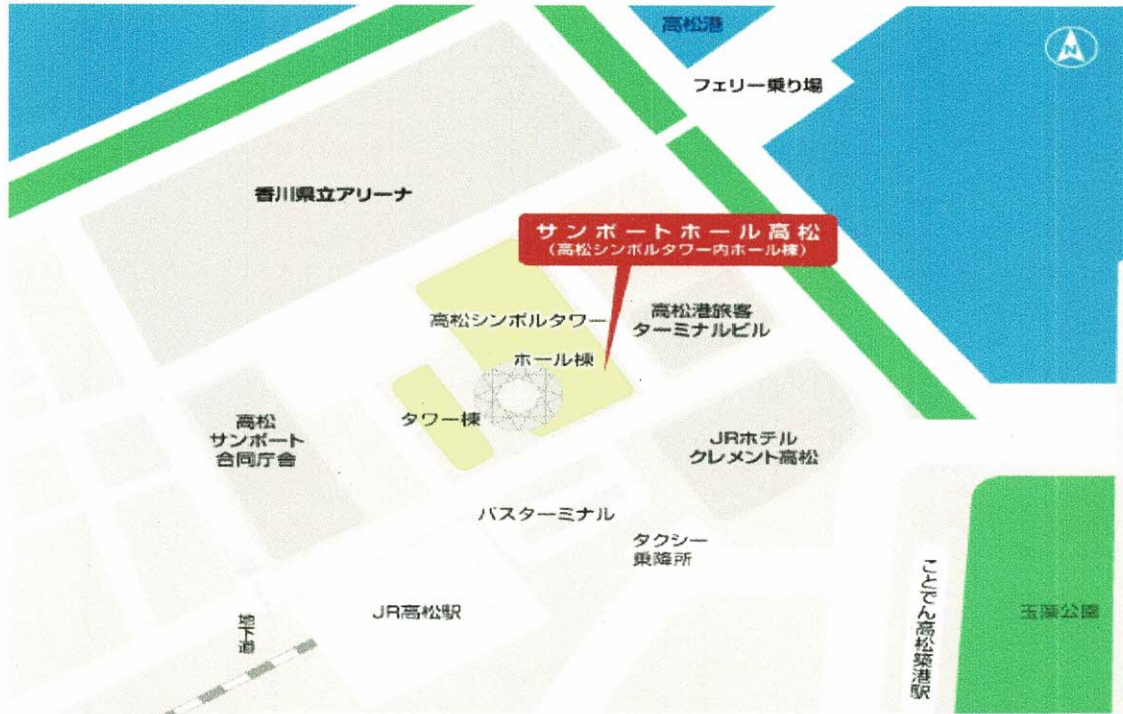 高松港
N
フェリー乗り場
香川県立アリーナ
サンポートホール高松
(高松シンボルタワー内ホール棟)
高松シンボルタワー
ホール棟
高松港旅客
ターミナルビル
タワー棟
高松
サンポート
合同庁舎
JRホテル
クレメント高松
バスターミナル
タクシー
乗降所
JR高松駅
地下道
ことでん高松築港駅
玉藻公園